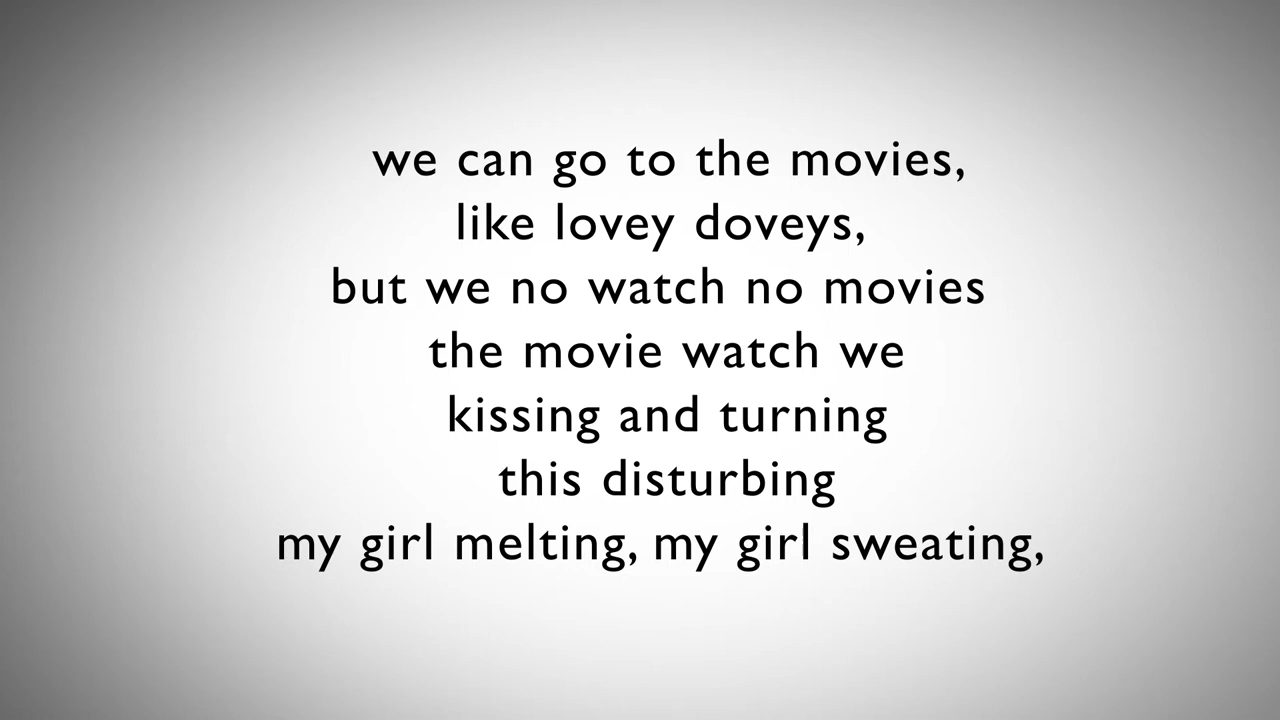 we can go to the movies,
like lovey doveys,
but we no watch no movies
the movie watch we
kissing and turning
this disturbing
my girl melting, my girl sweating,